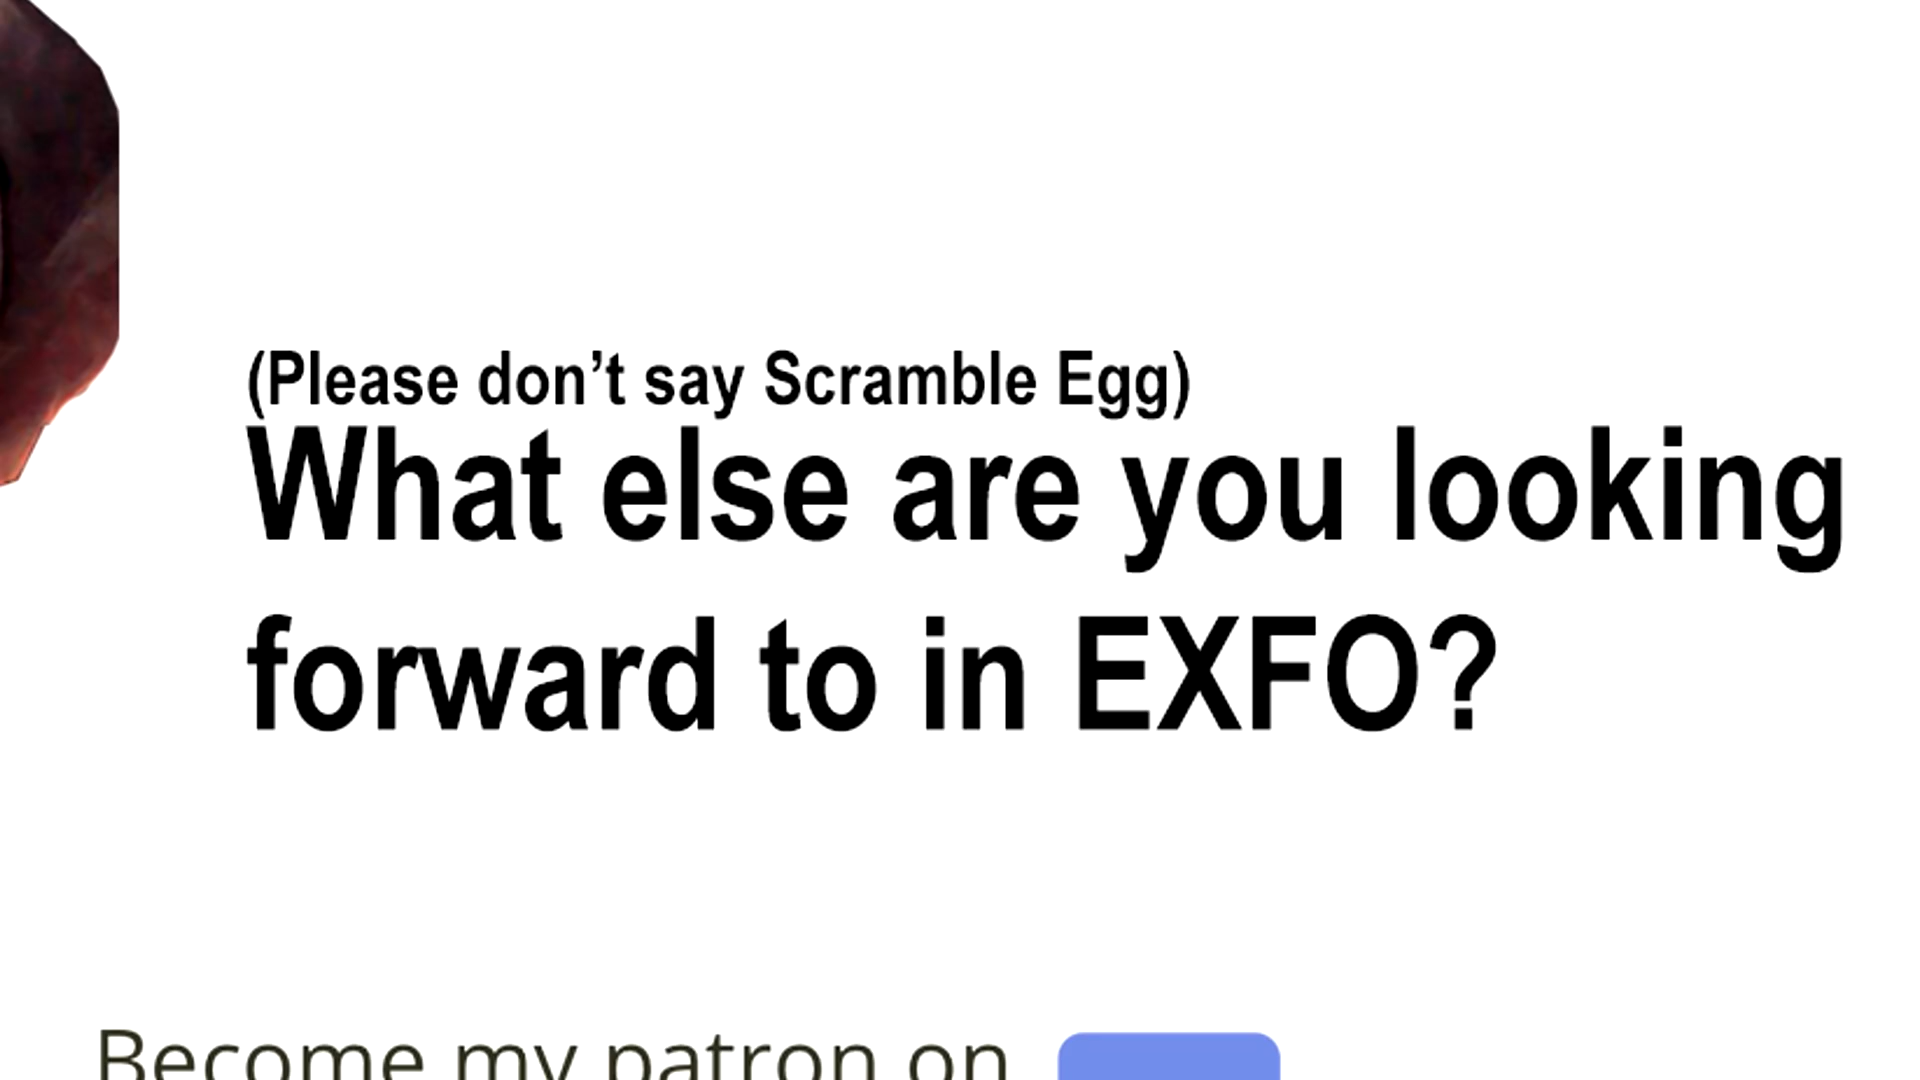 (Please don’t say Scramble Egg)
What else are you looking
forward to in EXFO?
Become my patron on